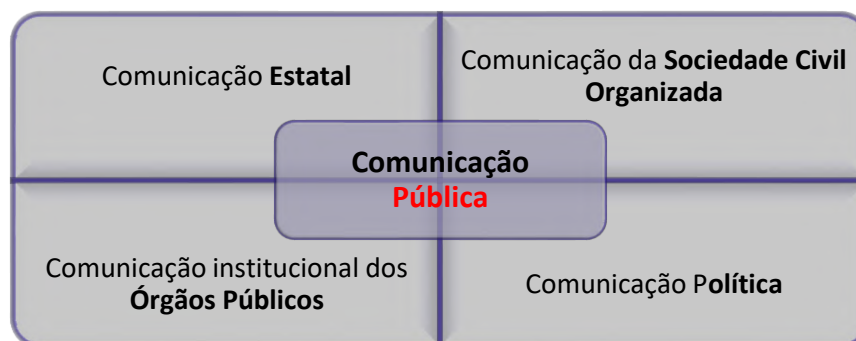 Comunicação Estatal
Comunicação da Sociedade Civil
Organizada
Comunicação
Pública
Comunicação institucional dos
Órgãos Públicos
Comunicação Política